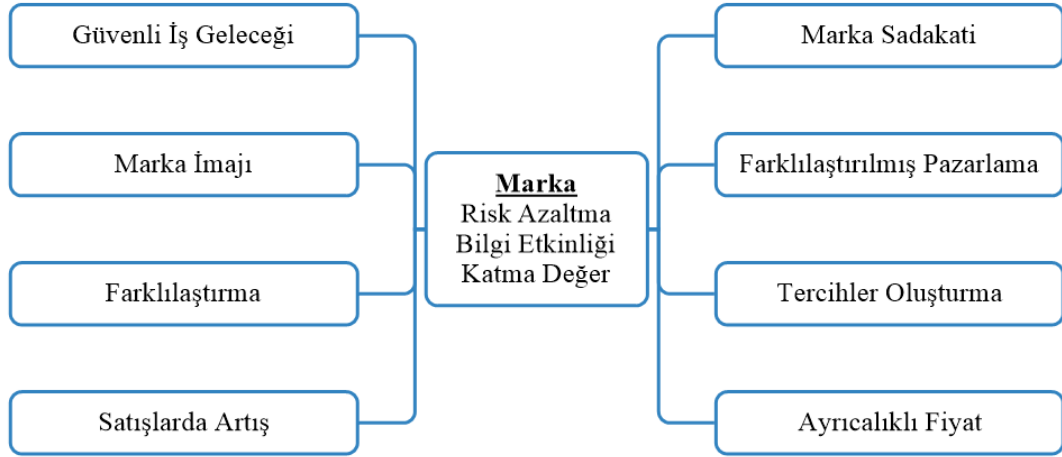 Güvenli İş Geleceği
Marka İmajı
Farklılaştırma
Satışlarda Artış
Marka
Risk Azaltma
Bilgi Etkinliği
Katma Değer
Marka Sadakati
Farklılaştırılmış Pazarlama
Tercihler Oluşturma
Ayrıcalıklı Fiyat